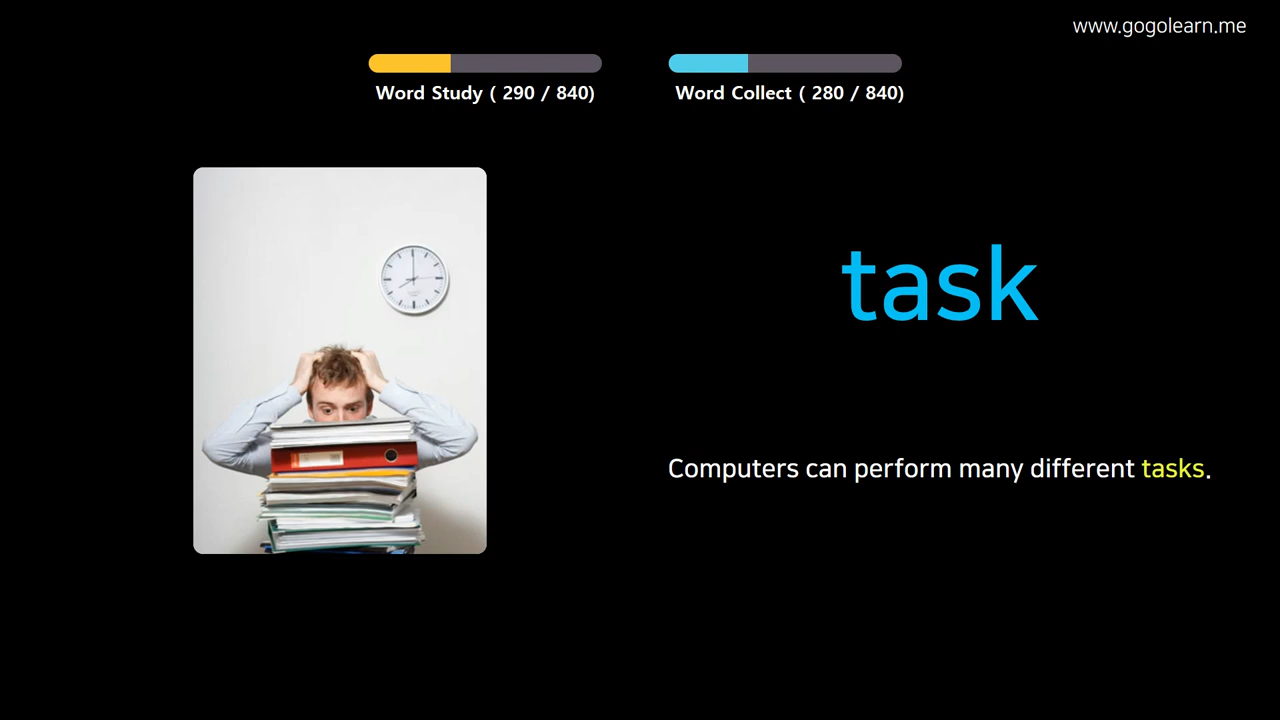 www.gogolearn.me
Word Study ( 290 / 840)
Word Collect ( 280 / 840)
task
Computers can perform many different tasks.